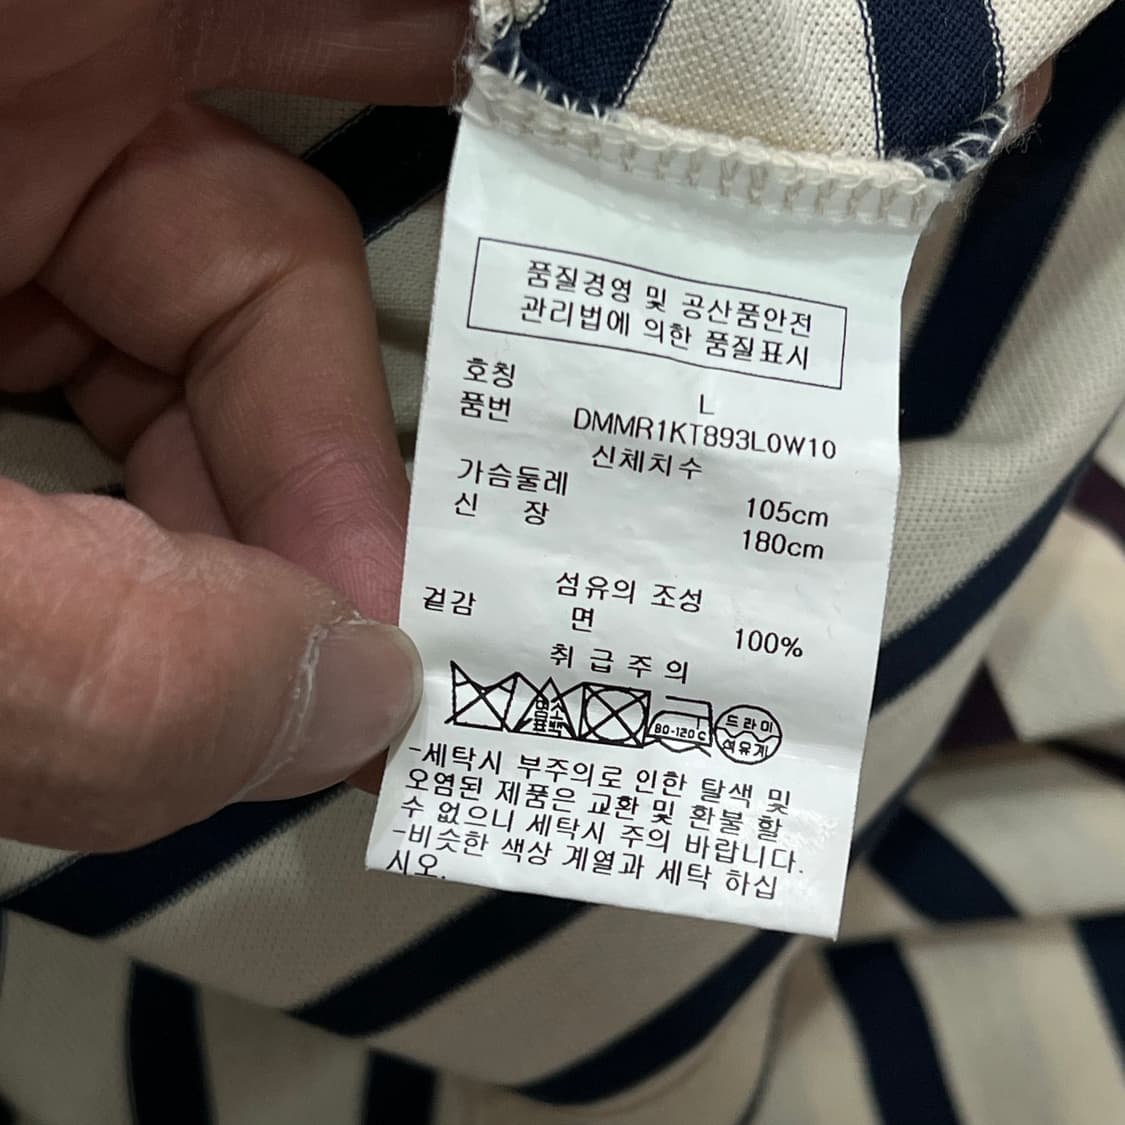 품질경영 및 공산품안전
관리법에 의한 품질표시
호칭 L
품번 DMMR1KT893L0W10
신체치수
가슴둘레 105cm
신 장 180cm
섬유의 조성
겉감 면 100%
취 급 주 의
염소
표백
80-120℃
드라이
석유계
-세탁시 부주의로 인한 탈색 및
오염된 제품은 교환 및 환불 할
수 없으니 세탁시 주의 바랍니다.
-비슷한 색상 계열과 세탁 하십
시오.